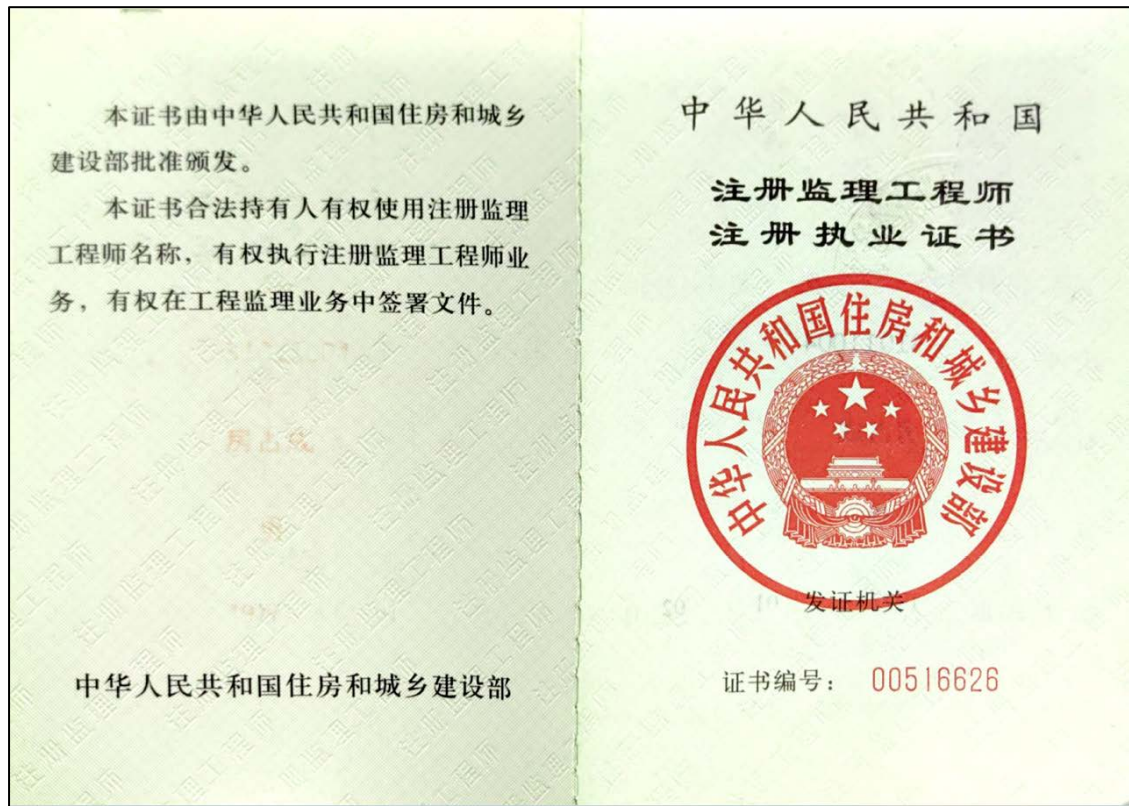 本证书由中华人民共和国住房和城乡
建设部批准颁发。
本证书合法持有人有权使用注册监理
工程师名称，有权执行注册监理工程师业
务，有权在工程监理业务中签署文件。
中华人民共和国住房和城乡建设部
中华人民共和国
注册监理工程师
注册执业证书
中华人民共和国住房和城乡建设部
发证机关
证书编号：00516626